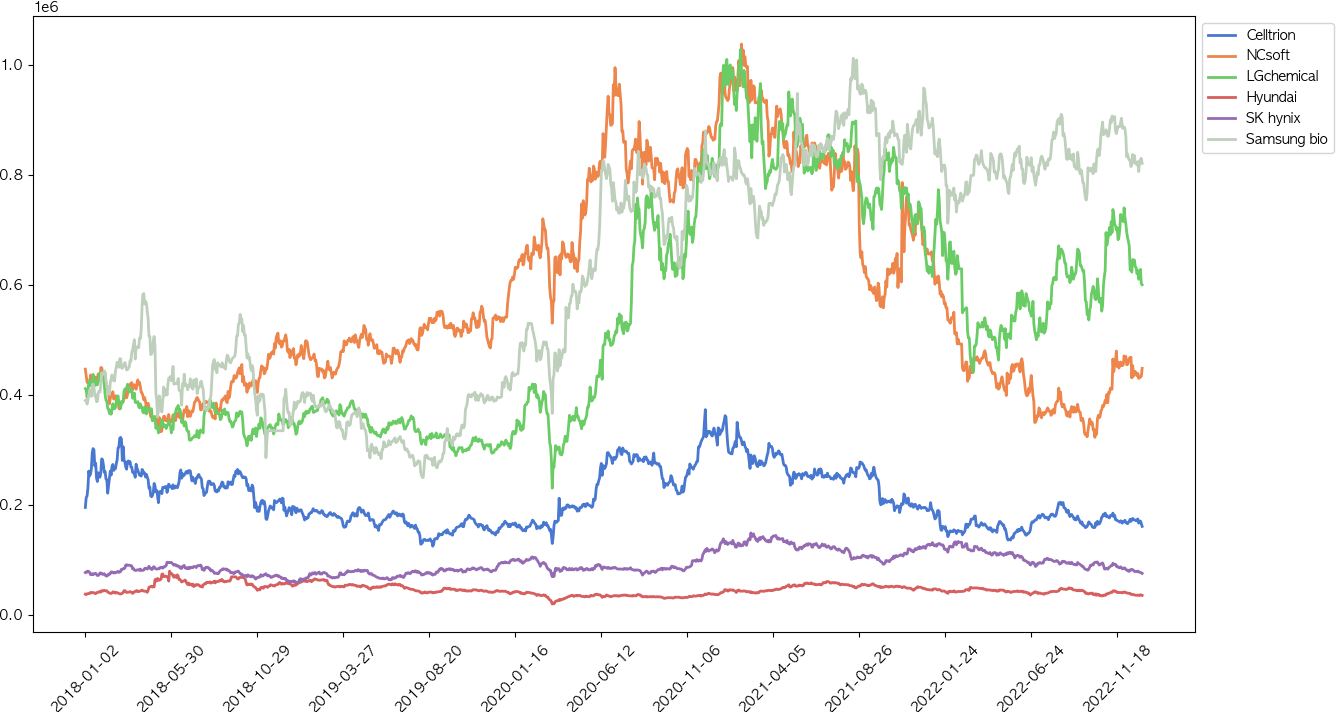 1e6
1.0
0.8
0.6
0.4
0.2
0.0
2018-01-02
2018-05-30
2018-10-29
2019-03-27
2019-08-20
2020-01-16
2020-06-12
2020-11-06
2021-04-05
2021-08-26
2022-01-24
2022-06-24
2022-11-18
Celltrion
NCsoft
LGchemical
Hyundai
SK hynix
Samsung bio